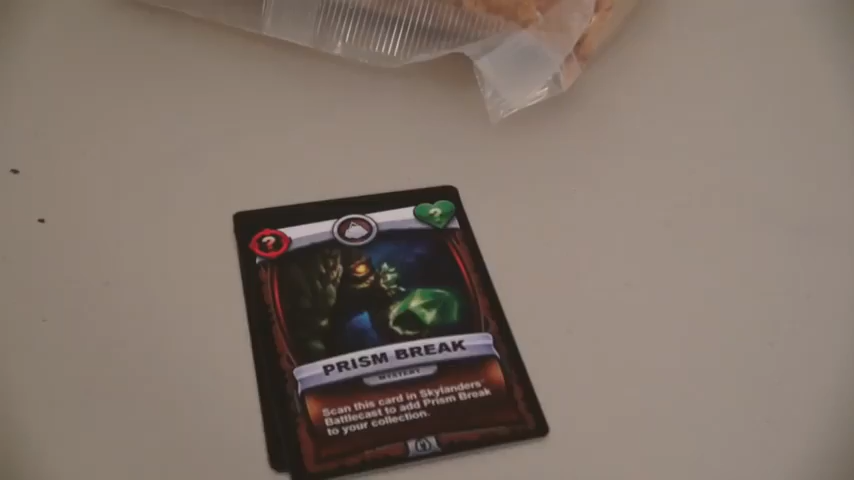 ? ?
PRISM BREAK
MYSTERY
Scan this card in Skylanders
Battlecast to add Prism Break
to your collection.